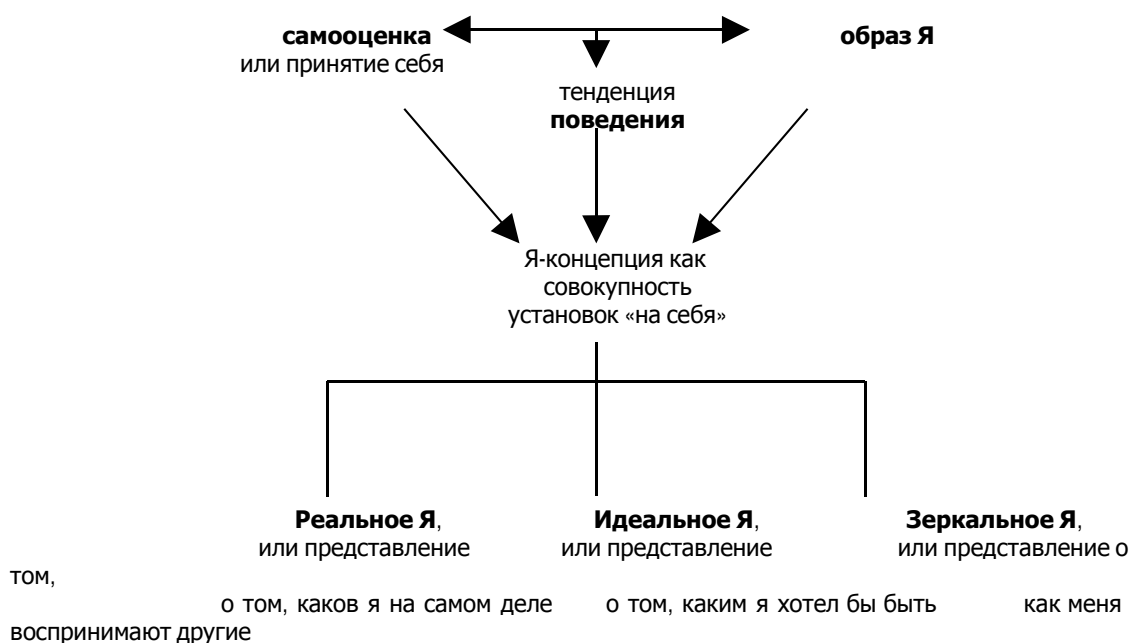 самооценка образ Я
или принятие себя
тенденция
поведения
Я-концепция как
совокупность
установок «на себя»
Реальное Я, Идеальное Я, Зеркальное Я,
или представление или представление или представление о
том,
о том, каков я на самом деле о том, каким я хотел бы быть как меня
воспринимают другие